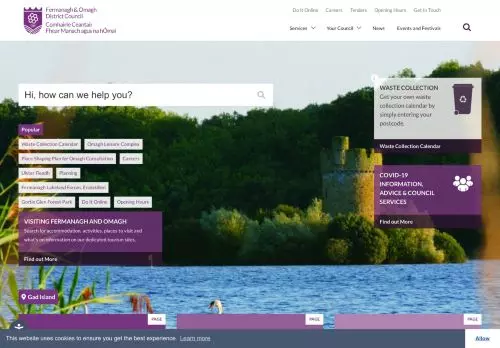 Fermanagh & Omagh
District Council
Comhairle Ceantair
Fhear Manach agus na hÓmaí
Do It Online Careers Tenders Opening Hours Get In Touch
Services Your Council News Events and Festivals
Hi, how can we help you?
Popular
Waste Collection Calendar Omagh Leisure Complex
Place Shaping Plan for Omagh Consultation Careers
Ulster Fleadh Planning
Fermanagh Lakeland Forum, Enniskillen
Gortin Glen Forest Park Do It Online Opening Hours
VISITING FERMANAGH AND OMAGH
Search for accommodation, activities, places to visit and
what's on information on our dedicated tourism sites.
Find out More
WASTE COLLECTION
Get your own waste
collection calendar by
simply entering your
postcode.
Waste Collection Calendar
COVID-19
INFORMATION,
ADVICE & COUNCIL
SERVICES
Find out More
Gad Island
PAGE PAGE PAGE
This website uses cookies to ensure you get the best experience. Learn more
Allow